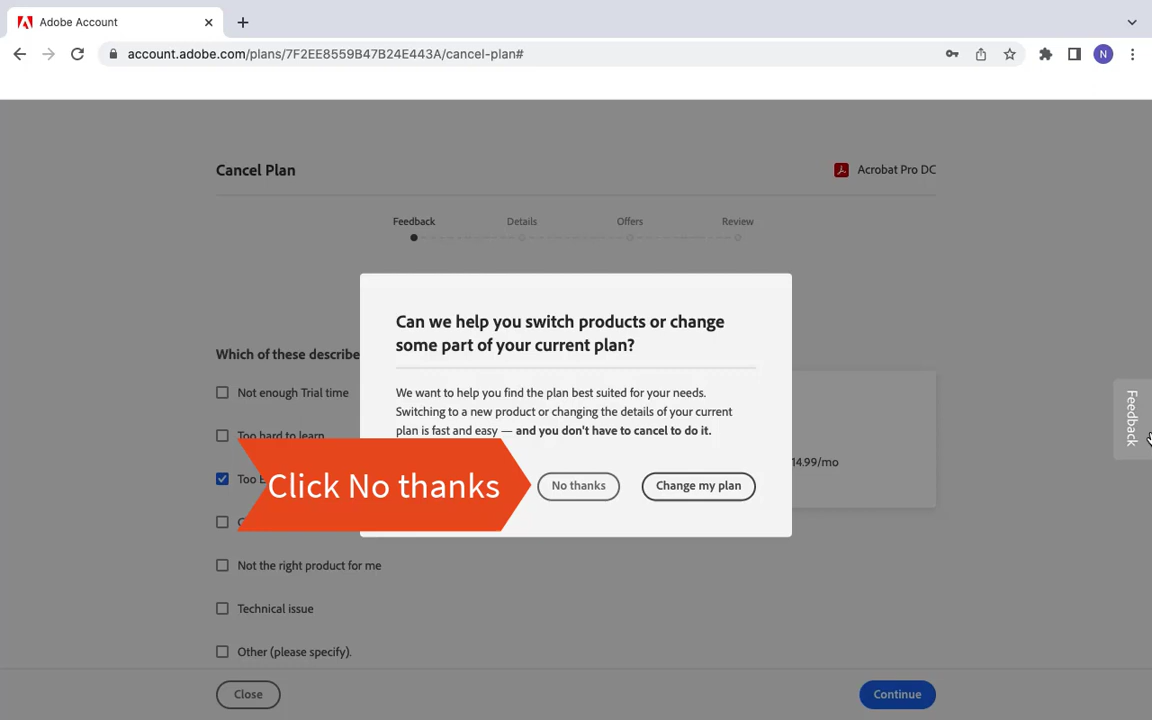 Adobe Account
account.adobe.com/plans/7F2EE8559B47B24E443A/cancel-plan#
N
Cancel Plan
Acrobat Pro DC
Feedback
Details
Offers
Review
Can we help you switch products or change
some part of your current plan?
Which of these describe
We want to help you find the plan best suited for your needs.
Switching to a new product or changing the details of your current
plan is fast and easy — and you don't have to cancel to do it.
Not enough Trial time
Too hard to learn
Too E
14.99/mo
Click No thanks
No thanks
Change my plan
Not the right product for me
Technical issue
Other (please specify).
Feedback
Close
Continue